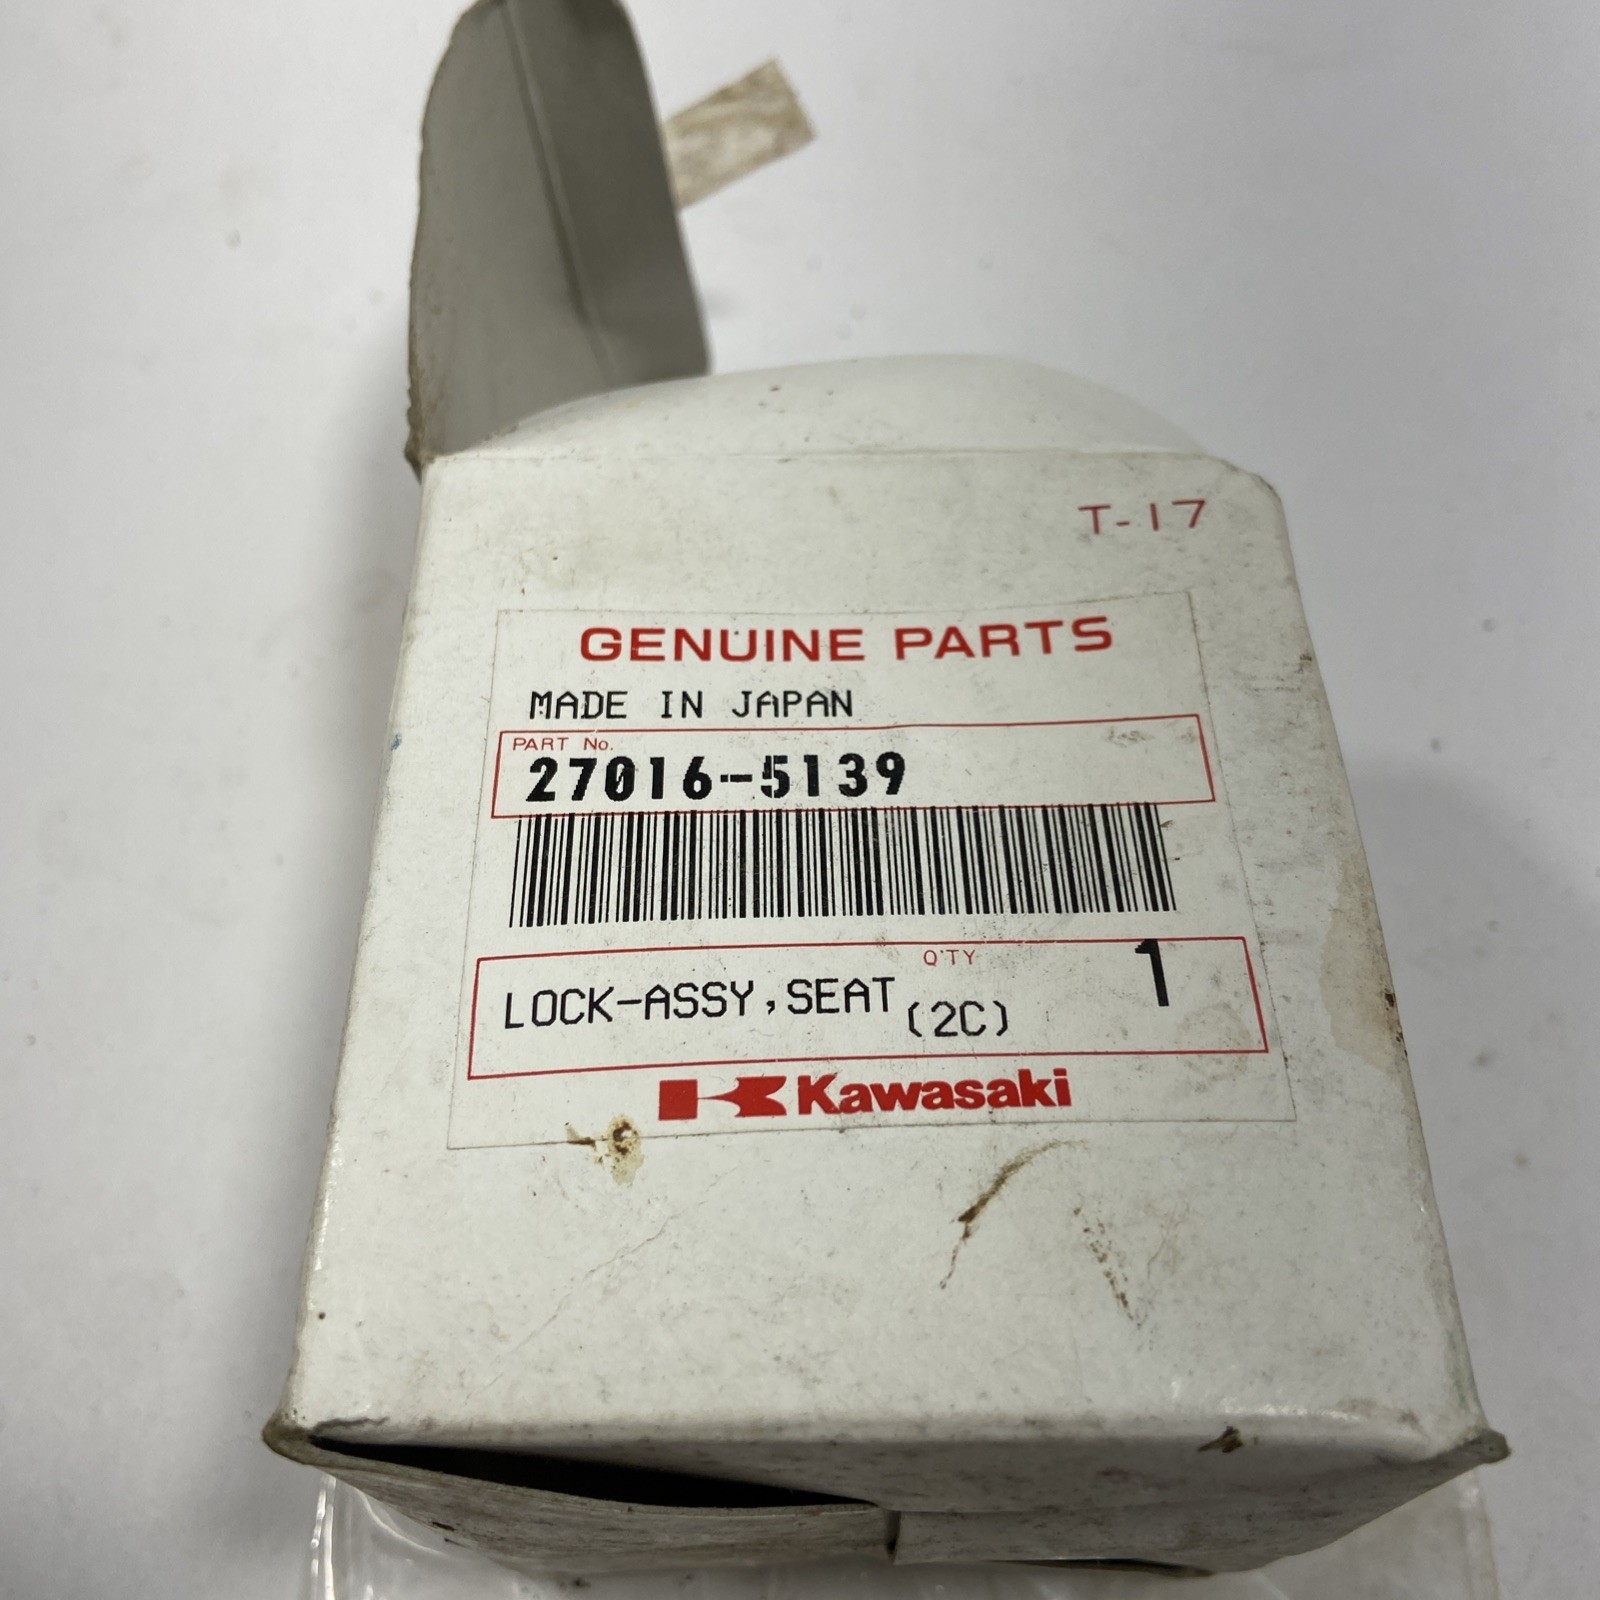 T-17
GENUINE PARTS
MADE IN JAPAN
PART No.
27016-5139
Q'TY
LOCK-ASSY,SEAT (2C) 1
Kawasaki